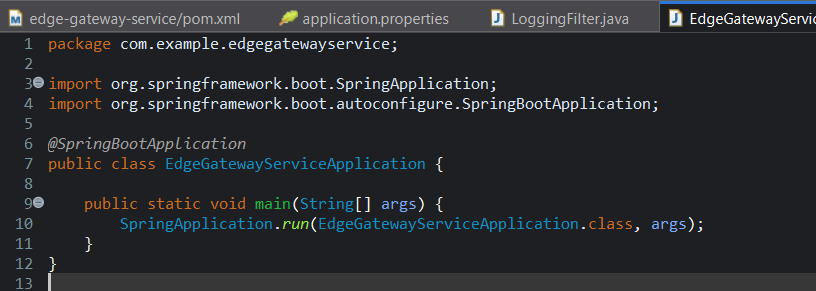 edge-gateway-service/pom.xml application.properties LoggingFilter.java EdgeGatewayServic
1 package com.example.edgegatewayservice;
2
3 import org.springframework.boot.SpringApplication;
4 import org.springframework.boot.autoconfigure.SpringBootApplication;
5
6 @SpringBootApplication
7 public class EdgeGatewayServiceApplication {
8
9 public static void main(String[] args) {
10 SpringApplication.run(EdgeGatewayServiceApplication.class, args);
11 }
12 }
13